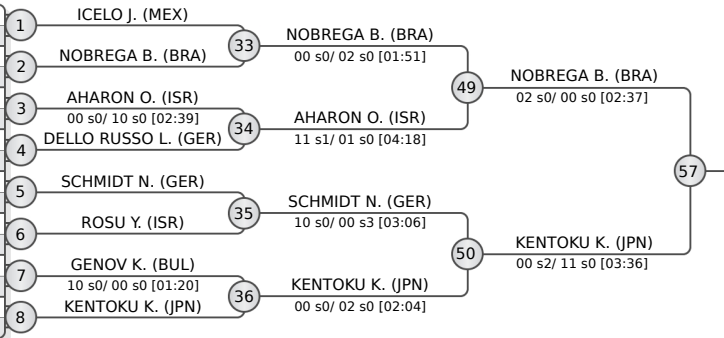 1
ICELO J. (MEX)
2
NOBREGA B. (BRA)
33
NOBREGA B. (BRA)
00 s0/ 02 s0 [01:51]
3
AHARON O. (ISR)
00 s0/ 10 s0 [02:39]
4
DELLO RUSSO L. (GER)
34
AHARON O. (ISR)
11 s1/ 01 s0 [04:18]
49
NOBREGA B. (BRA)
02 s0/ 00 s0 [02:37]
57
5
SCHMIDT N. (GER)
6
ROSU Y. (ISR)
35
SCHMIDT N. (GER)
10 s0/ 00 s3 [03:06]
7
GENOV K. (BUL)
10 s0/ 00 s0 [01:20]
8
KENTOKU K. (JPN)
36
KENTOKU K. (JPN)
00 s0/ 02 s0 [02:04]
50
KENTOKU K. (JPN)
00 s2/ 11 s0 [03:36]